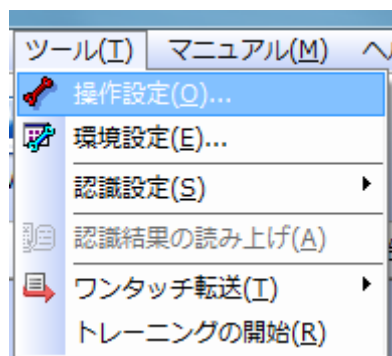 ツール(T) マニュアル(M)
操作設定(O)...
環境設定(E)...
認識設定(S)
認識結果の読み上げ(A)
ワンタッチ転送(T)
トレーニングの開始(R)